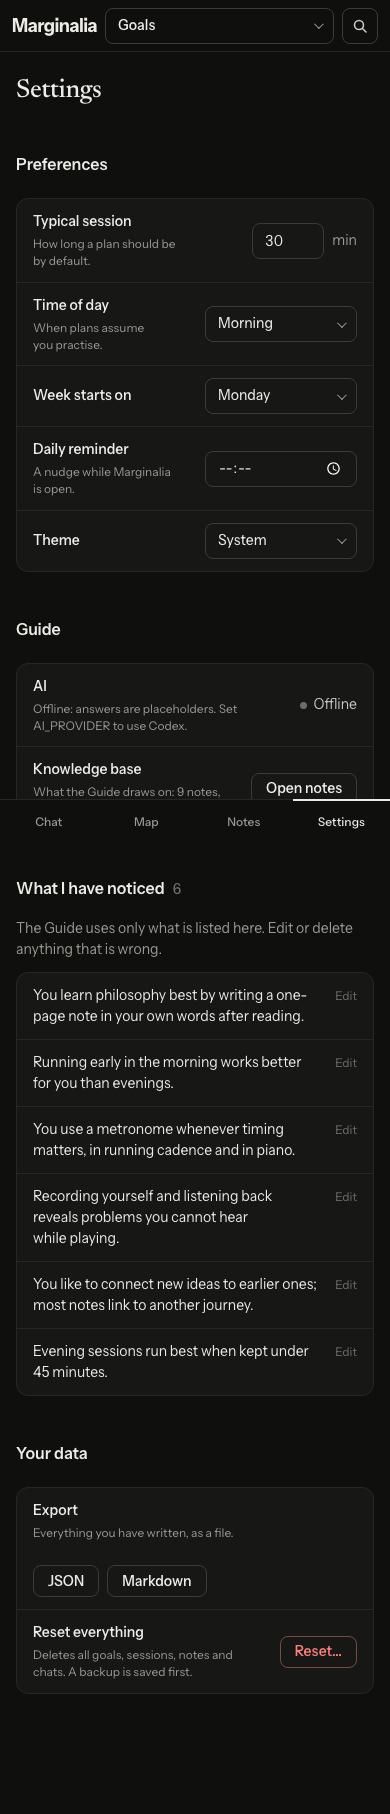 Marginalia
Goals
Settings
Preferences
Typical session
How long a plan should be
by default.
30
min
Time of day
When plans assume
you practise.
Morning
Week starts on
Monday
Daily reminder
A nudge while Marginalia
is open.
--:--
Theme
System
Guide
AI
Offline: answers are placeholders. Set
AI_PROVIDER to use Codex.
Offline
Knowledge base
What the Guide draws on: 9 notes,
Open notes
Chat
Map
Notes
Settings
What I have noticed 6
The Guide uses only what is listed here. Edit or delete
anything that is wrong.
You learn philosophy best by writing a one-
page note in your own words after reading.
Edit
Running early in the morning works better
for you than evenings.
Edit
You use a metronome whenever timing
matters, in running cadence and in piano.
Edit
Recording yourself and listening back
reveals problems you cannot hear
while playing.
Edit
You like to connect new ideas to earlier ones;
most notes link to another journey.
Edit
Evening sessions run best when kept under
45 minutes.
Edit
Your data
Export
Everything you have written, as a file.
JSON
Markdown
Reset everything
Deletes all goals, sessions, notes and
chats. A backup is saved first.
Reset…